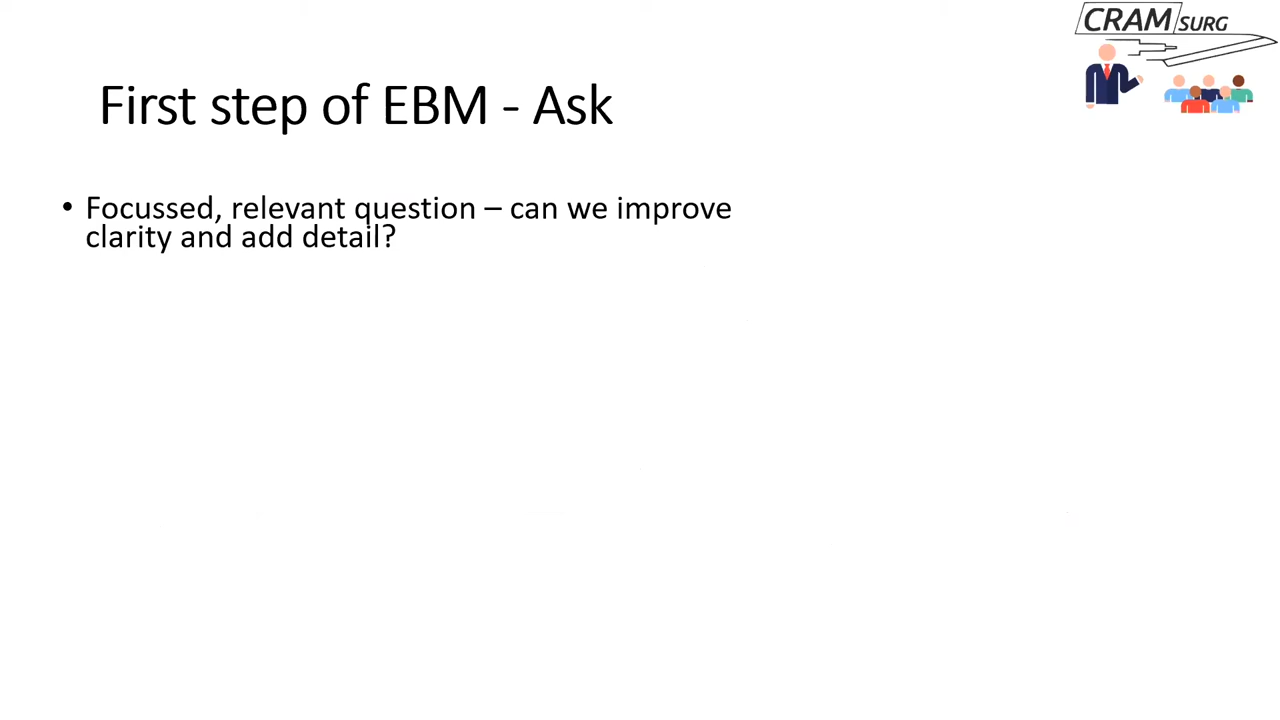 CRAM SURG
First step of EBM - Ask
• Focussed, relevant question – can we improve
clarity and add detail?